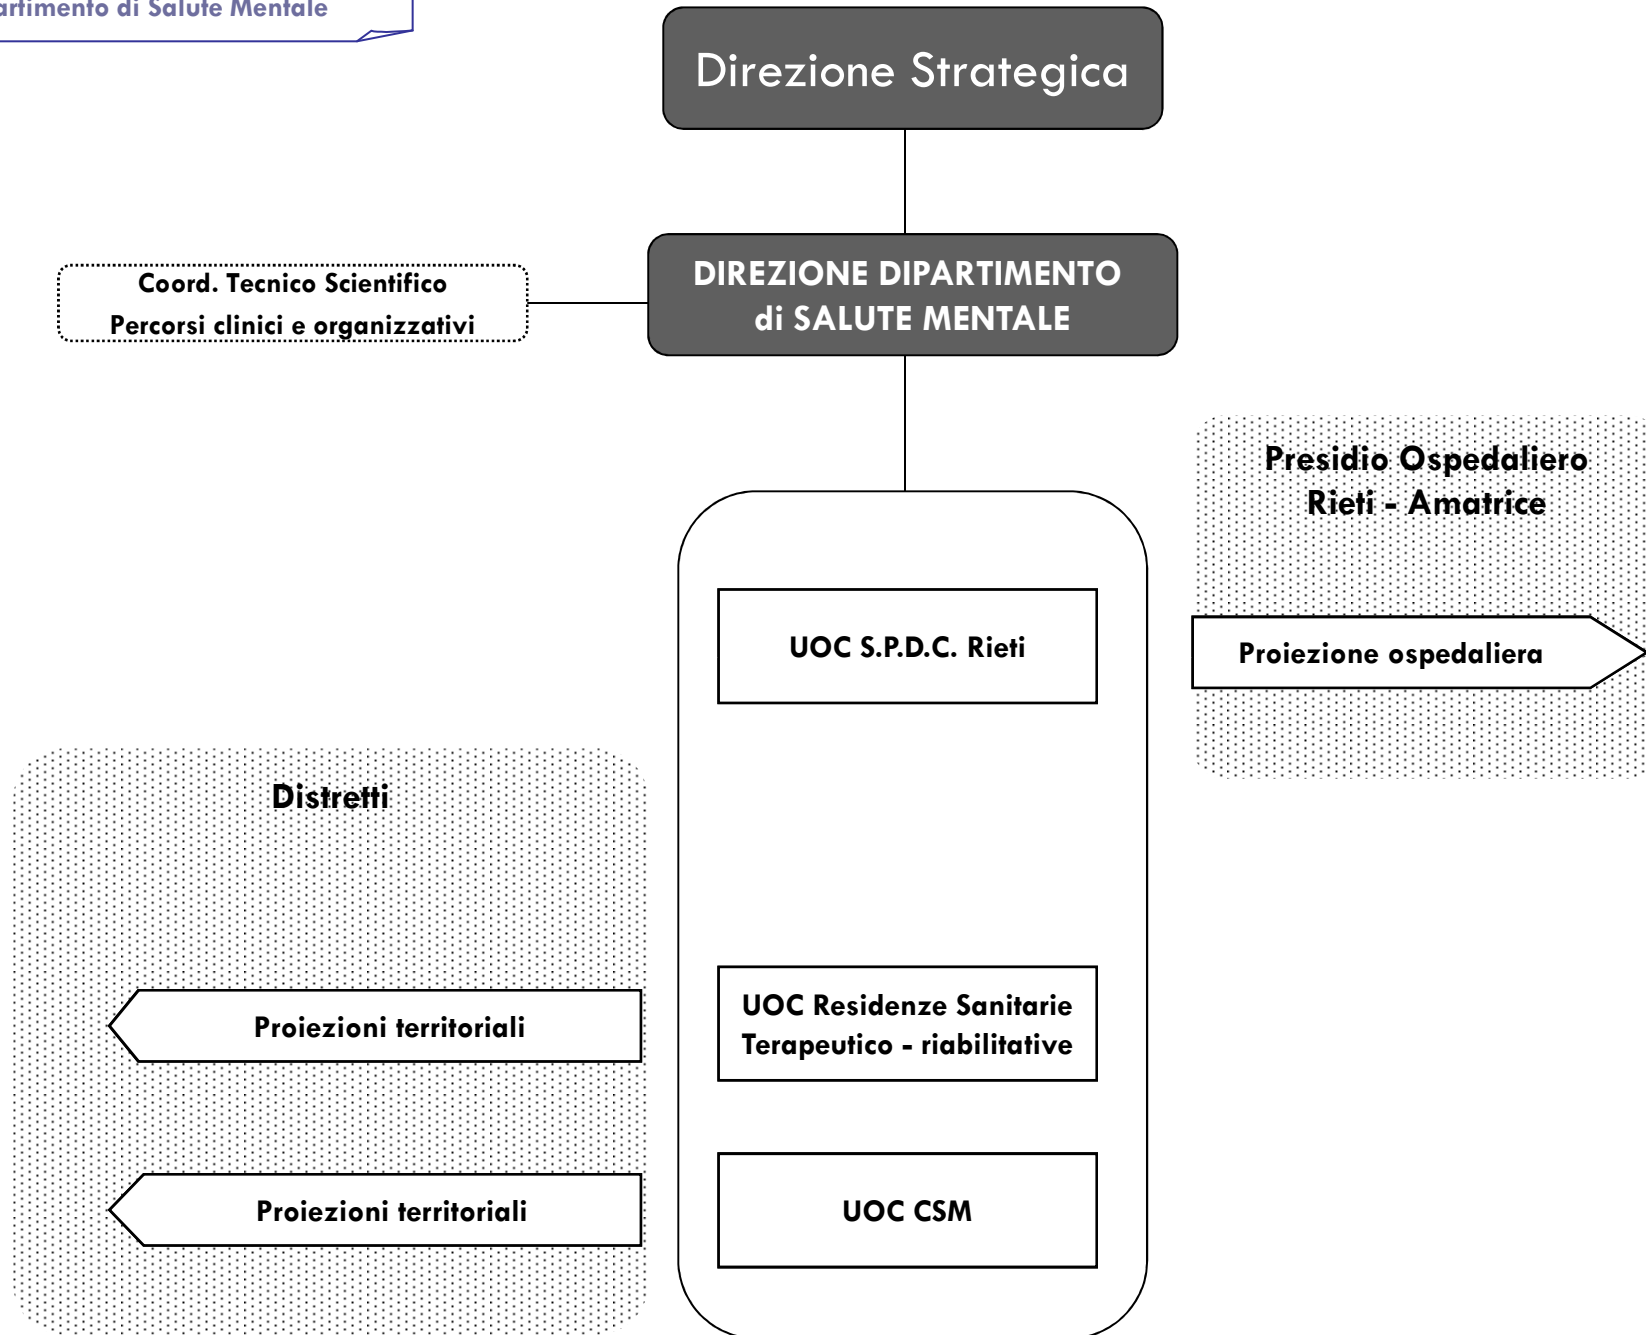 artimento di Salute Mentale
Direzione Strategica
Coord. Tecnico Scientifico
Percorsi clinici e organizzativi
DIREZIONE DIPARTIMENTO
di SALUTE MENTALE
Presidio Ospedaliero
Rieti - Amatrice
UOC S.P.D.C. Rieti
Proiezione ospedaliera
Distretti
Proiezioni territoriali
UOC Residenze Sanitarie
Terapeutico - riabilitative
Proiezioni territoriali
UOC CSM